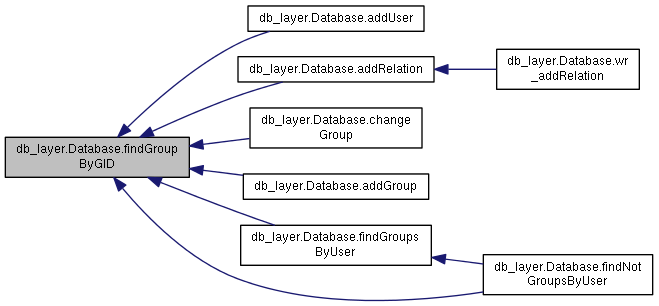 db_layer.Database.addUser
db_layer.Database.addRelation
db_layer.Database.wr
_addRelation
db_layer.Database.change
Group
db_layer.Database.findGroup
ByGID
db_layer.Database.addGroup
db_layer.Database.findGroups
ByUser
db_layer.Database.findNot
GroupsByUser